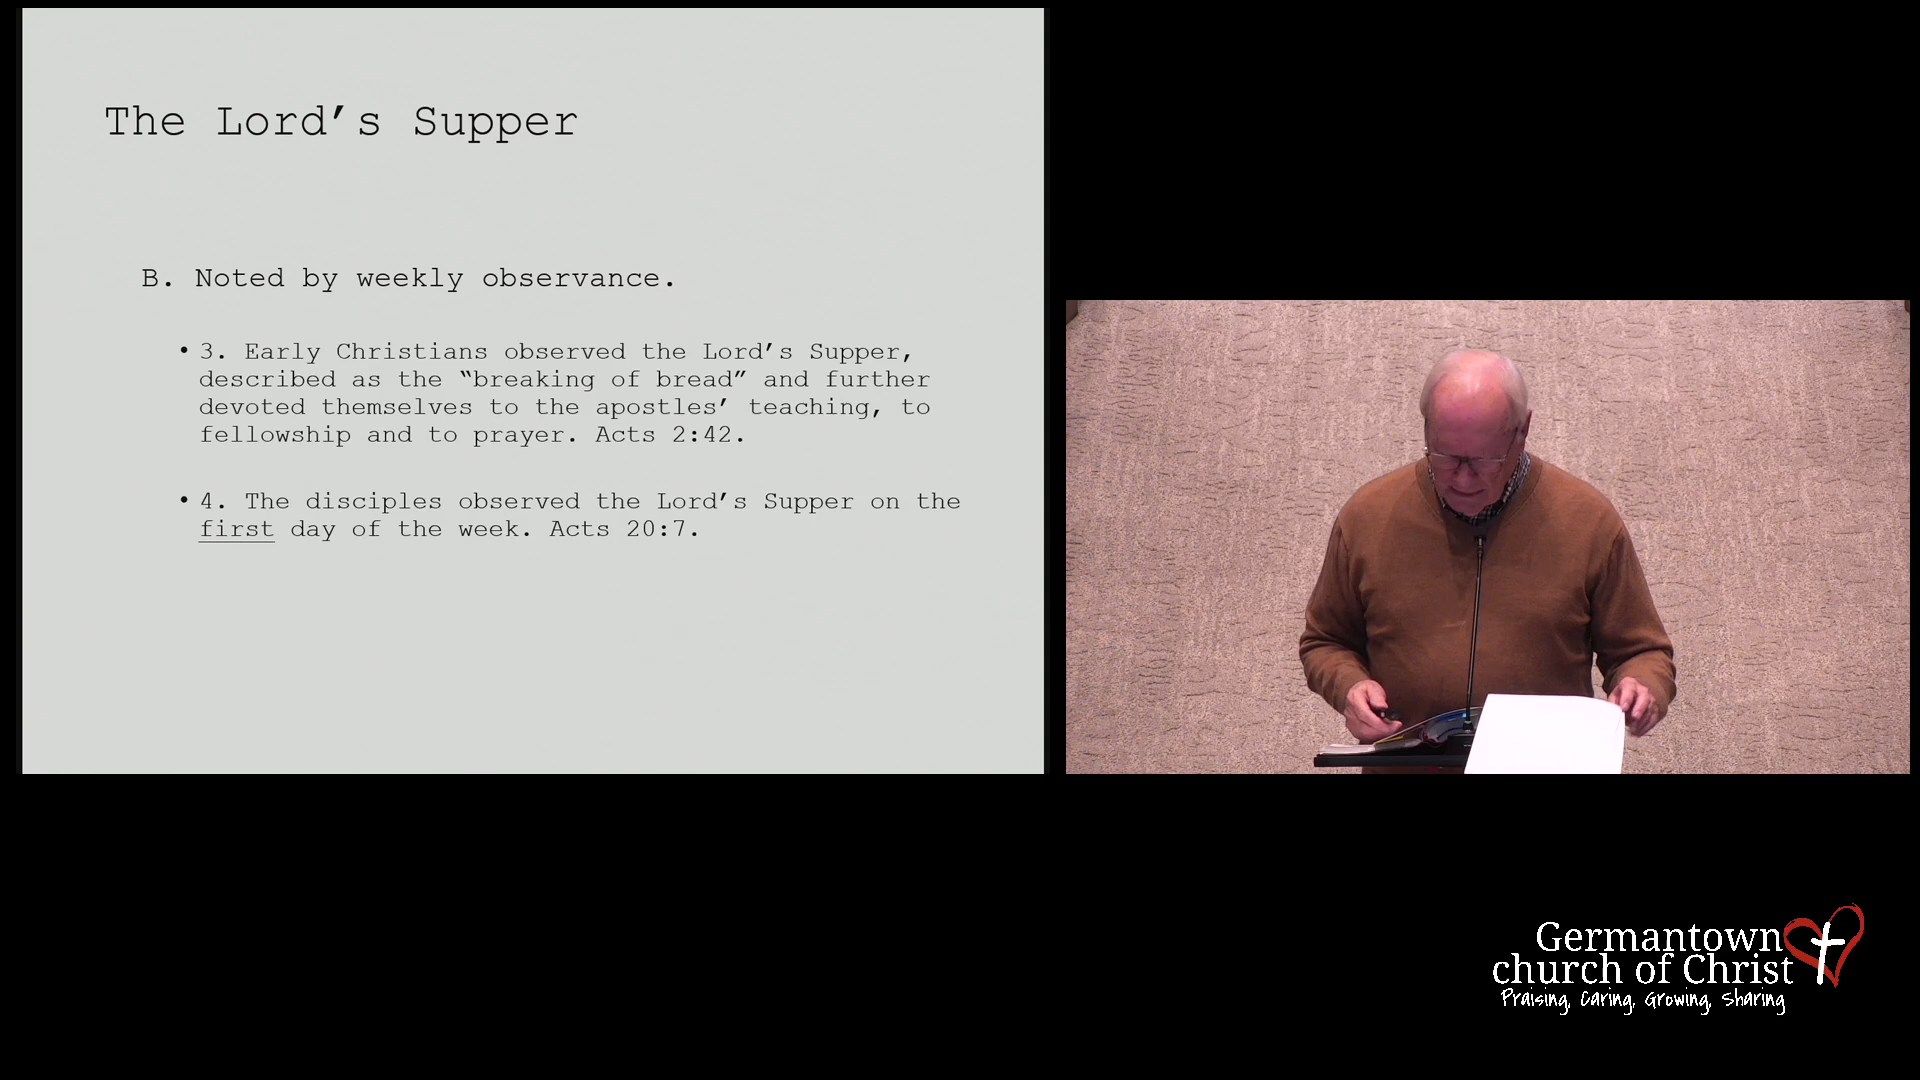 The Lord’s Supper
B. Noted by weekly observance.
• 3. Early Christians observed the Lord’s Supper,
described as the “breaking of bread” and further
devoted themselves to the apostles’ teaching, to
fellowship and to prayer. Acts 2:42.
• 4. The disciples observed the Lord’s Supper on the
first day of the week. Acts 20:7.
Germantown
church of Christ
Praising, Caring, Growing, Sharing